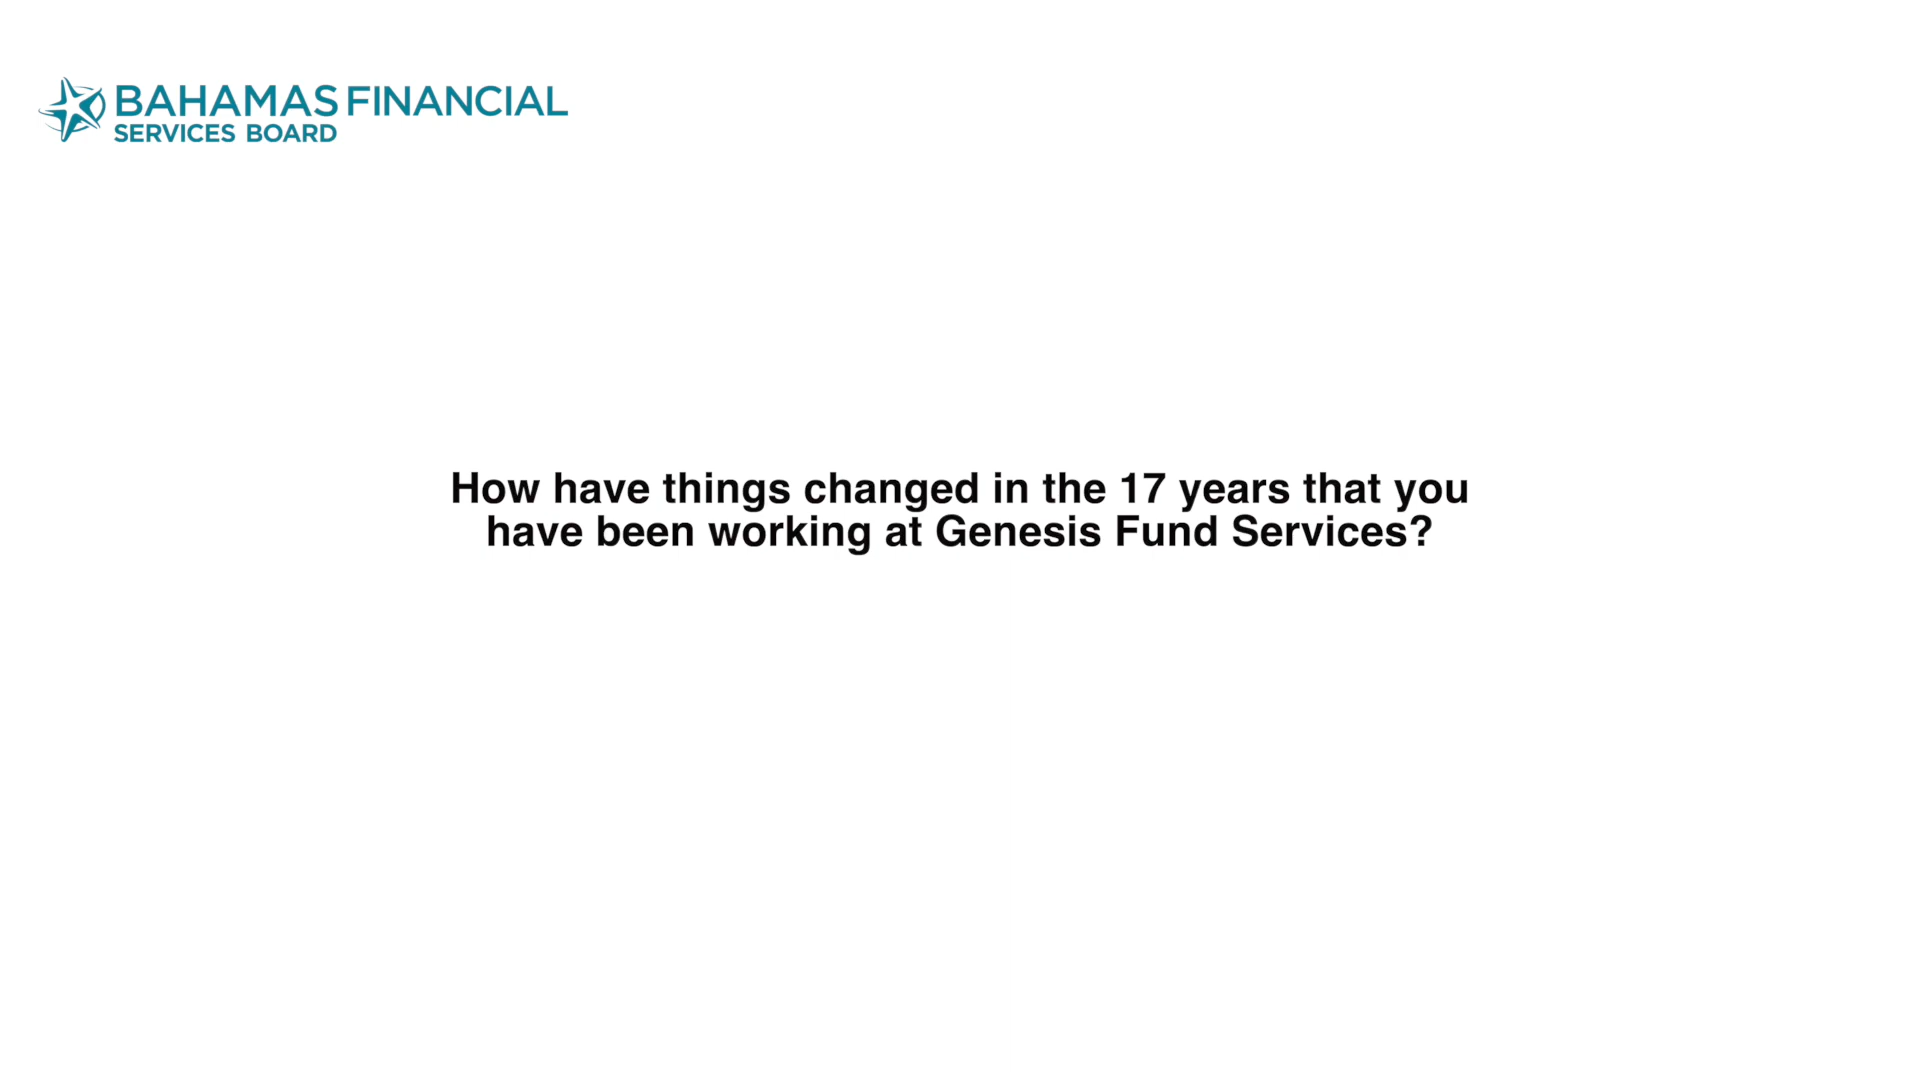 BAHAMAS FINANCIAL
SERVICES BOARD
How have things changed in the 17 years that you
have been working at Genesis Fund Services?